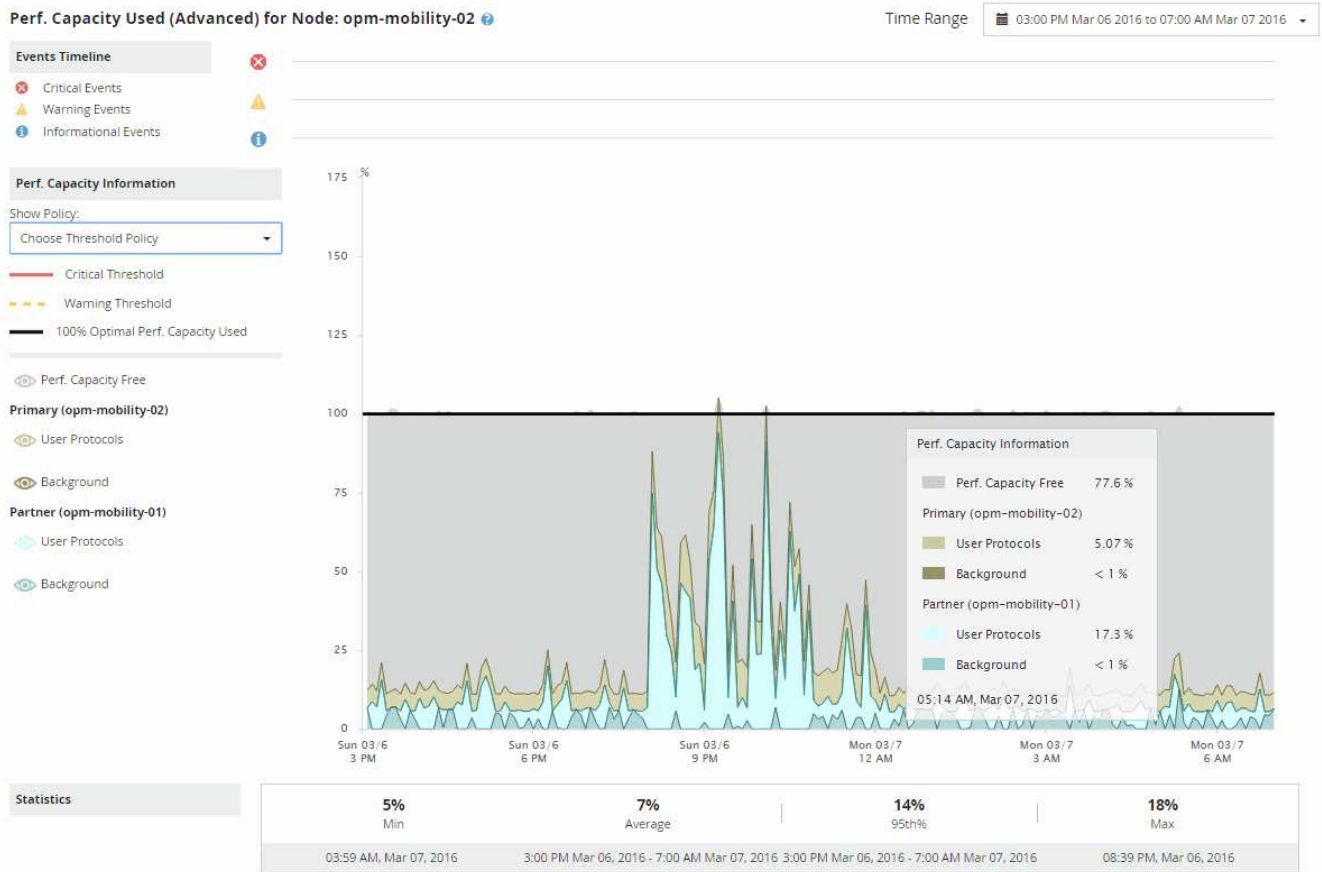 Perf. Capacity Used (Advanced) for Node: opm-mobility-02 ?
Time Range 03:00 PM Mar 06 2016 to 07:00 AM Mar 07 2016
Events Timeline
Critical Events
Warning Events
Informational Events
Perf. Capacity Information
Show Policy:
Choose Threshold Policy
Critical Threshold
Warning Threshold
100% Optimal Perf. Capacity Used
Perf. Capacity Free
Primary (opm-mobility-02)
User Protocols
Background
Partner (opm-mobility-01)
User Protocols
Background
%
175
150
125
100
75
50
25
0
Perf. Capacity Information
Perf. Capacity Free 77.6 %
Primary (opm-mobility-02)
User Protocols 5.07 %
Background < 1 %
Partner (opm-mobility-01)
User Protocols 17.3 %
Background < 1 %
05:14 AM, Mar 07, 2016
Sun 03/6 Sun 03/6 Sun 03/6 Mon 03/7 Mon 03/7 Mon 03/7
3 PM 6 PM 9 PM 12 AM 3 AM 6 AM
Statistics
5% 7% 14% 18%
Min Average 95th% Max
03:59 AM, Mar 07, 2016 3:00 PM Mar 06, 2016 - 7:00 AM Mar 07, 2016 3:00 PM Mar 06, 2016 - 7:00 AM Mar 07, 2016 08:39 PM, Mar 06, 2016